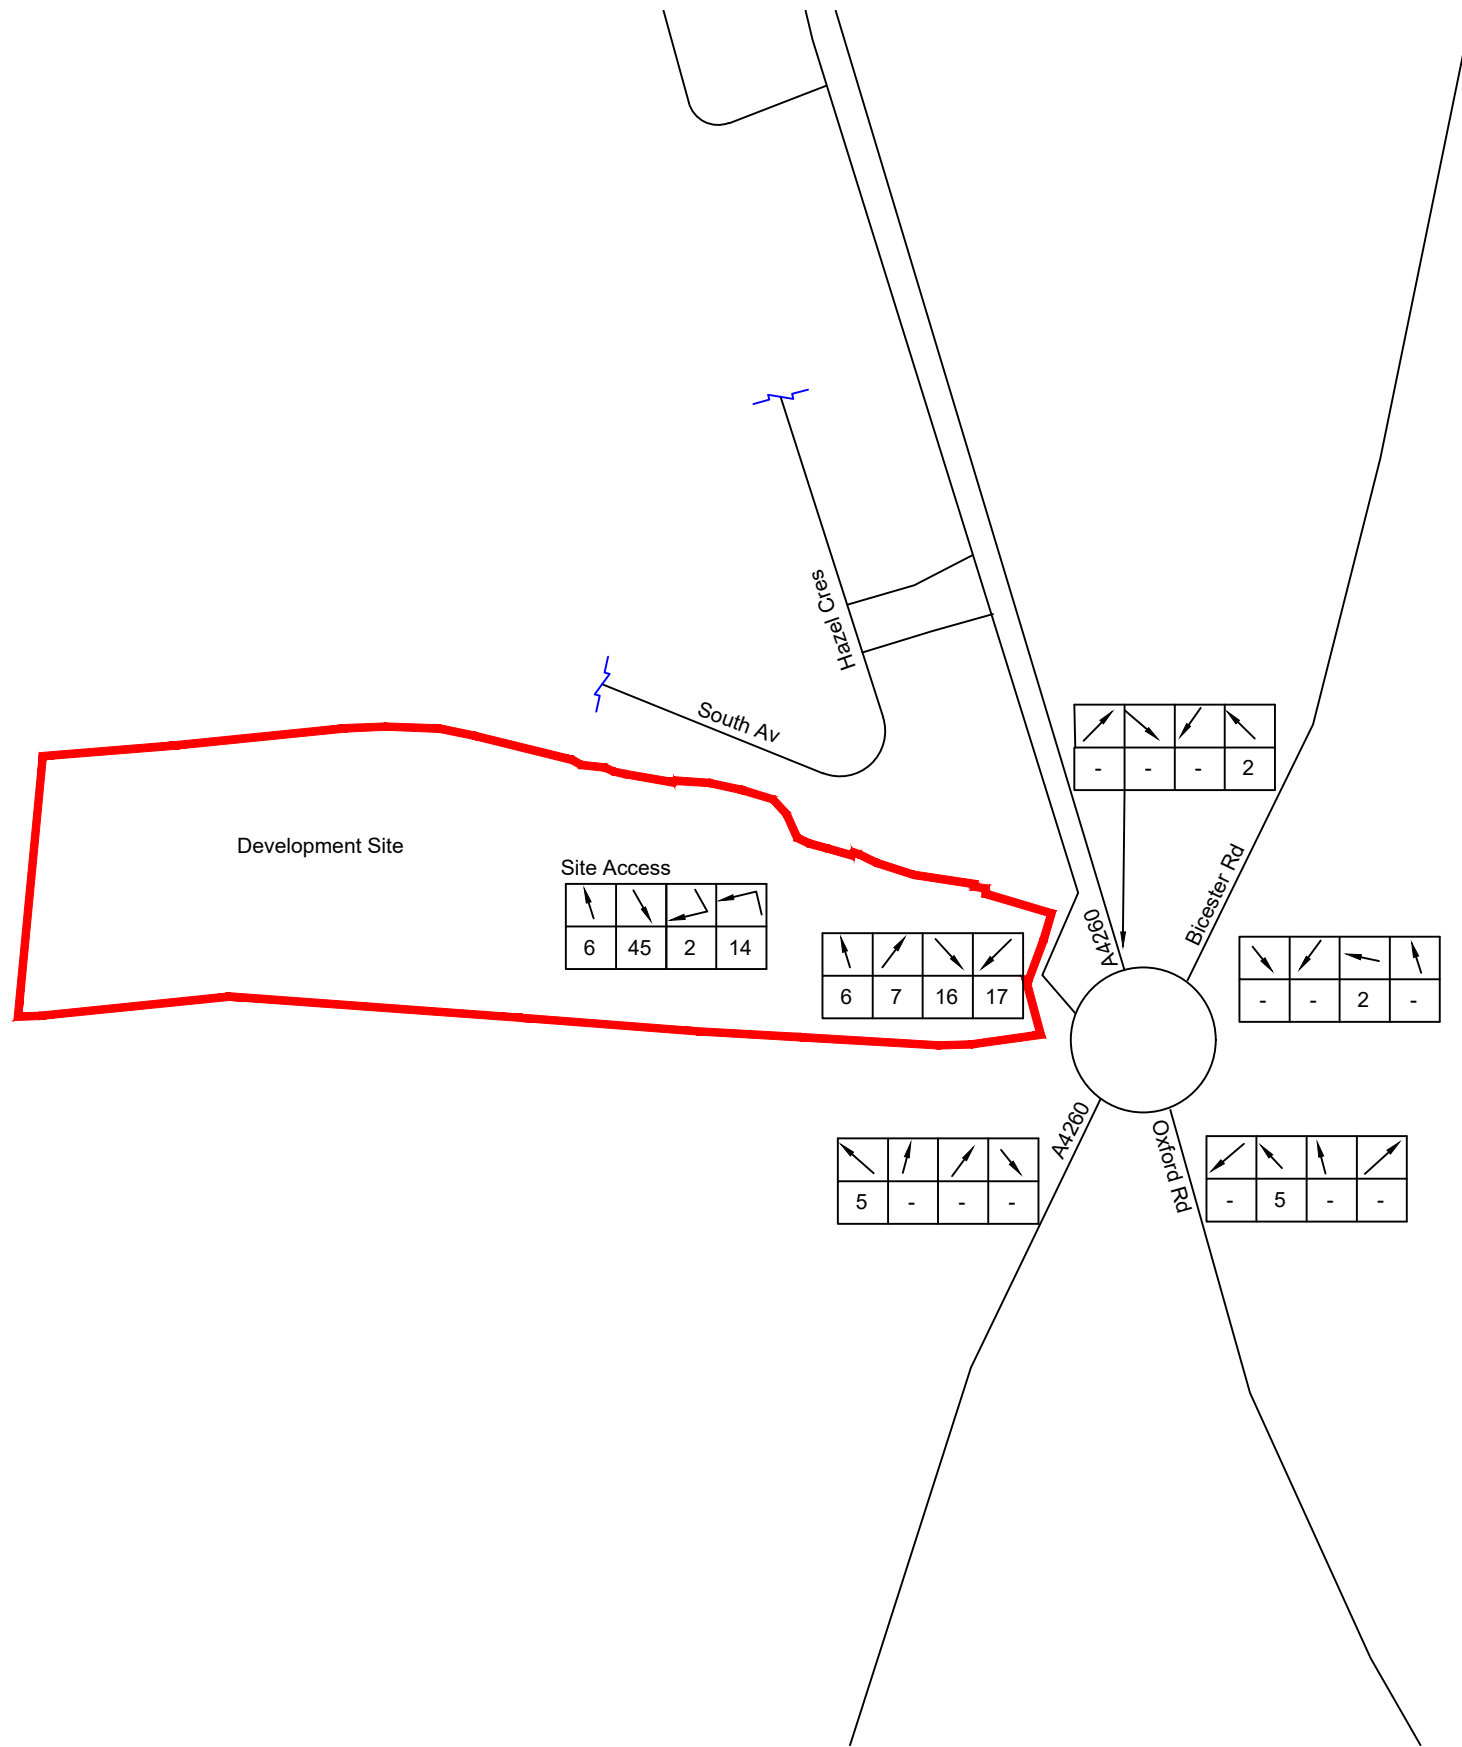 Hazel Cres
South Av
- - - 2
Development Site
Bicester Rd
Site Access
6 45 2 14
A4260
6 7 16 17
- - 2 -
A4260
Oxford Rd
5 - - -
- 5 - -